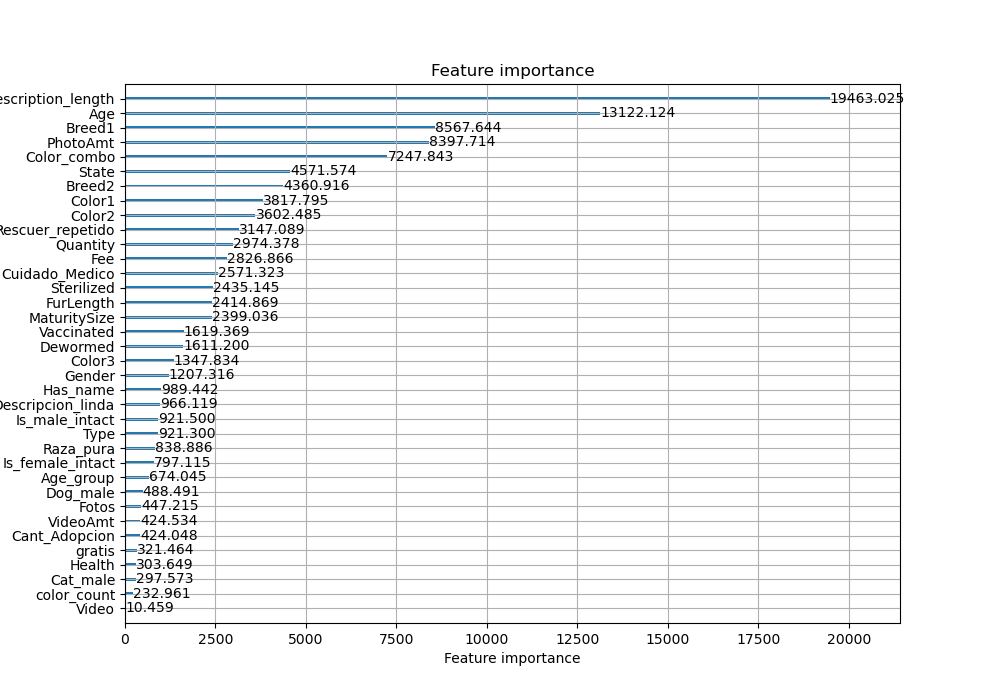 Feature importance
escription_length 19463.025
Age 13122.124
Breed1 8567.644
PhotoAmt 8397.714
Color_combo 7247.843
State 4571.574
Breed2 4360.916
Color1 3817.795
Color2 3602.485
Rescuer_repetido 3147.089
Quantity 2974.378
Fee 2826.866
Cuidado_Medico 2571.323
Sterilized 2435.145
FurLength 2414.869
MaturitySize 2399.036
Vaccinated 1619.369
Dewormed 1611.200
Color3 1347.834
Gender 1207.316
Has_name 989.442
Descripcion_linda 966.119
Is_male_intact 921.500
Type 921.300
Raza_pura 838.886
Is_female_intact 797.115
Age_group 674.045
Dog_male 488.491
Fotos 447.215
VideoAmt 424.534
Cant_Adopcion 424.048
gratis 321.464
Health 303.649
Cat_male 297.573
color_count 232.961
Video 10.459
0 2500 5000 7500 10000 12500 15000 17500 20000
Feature importance